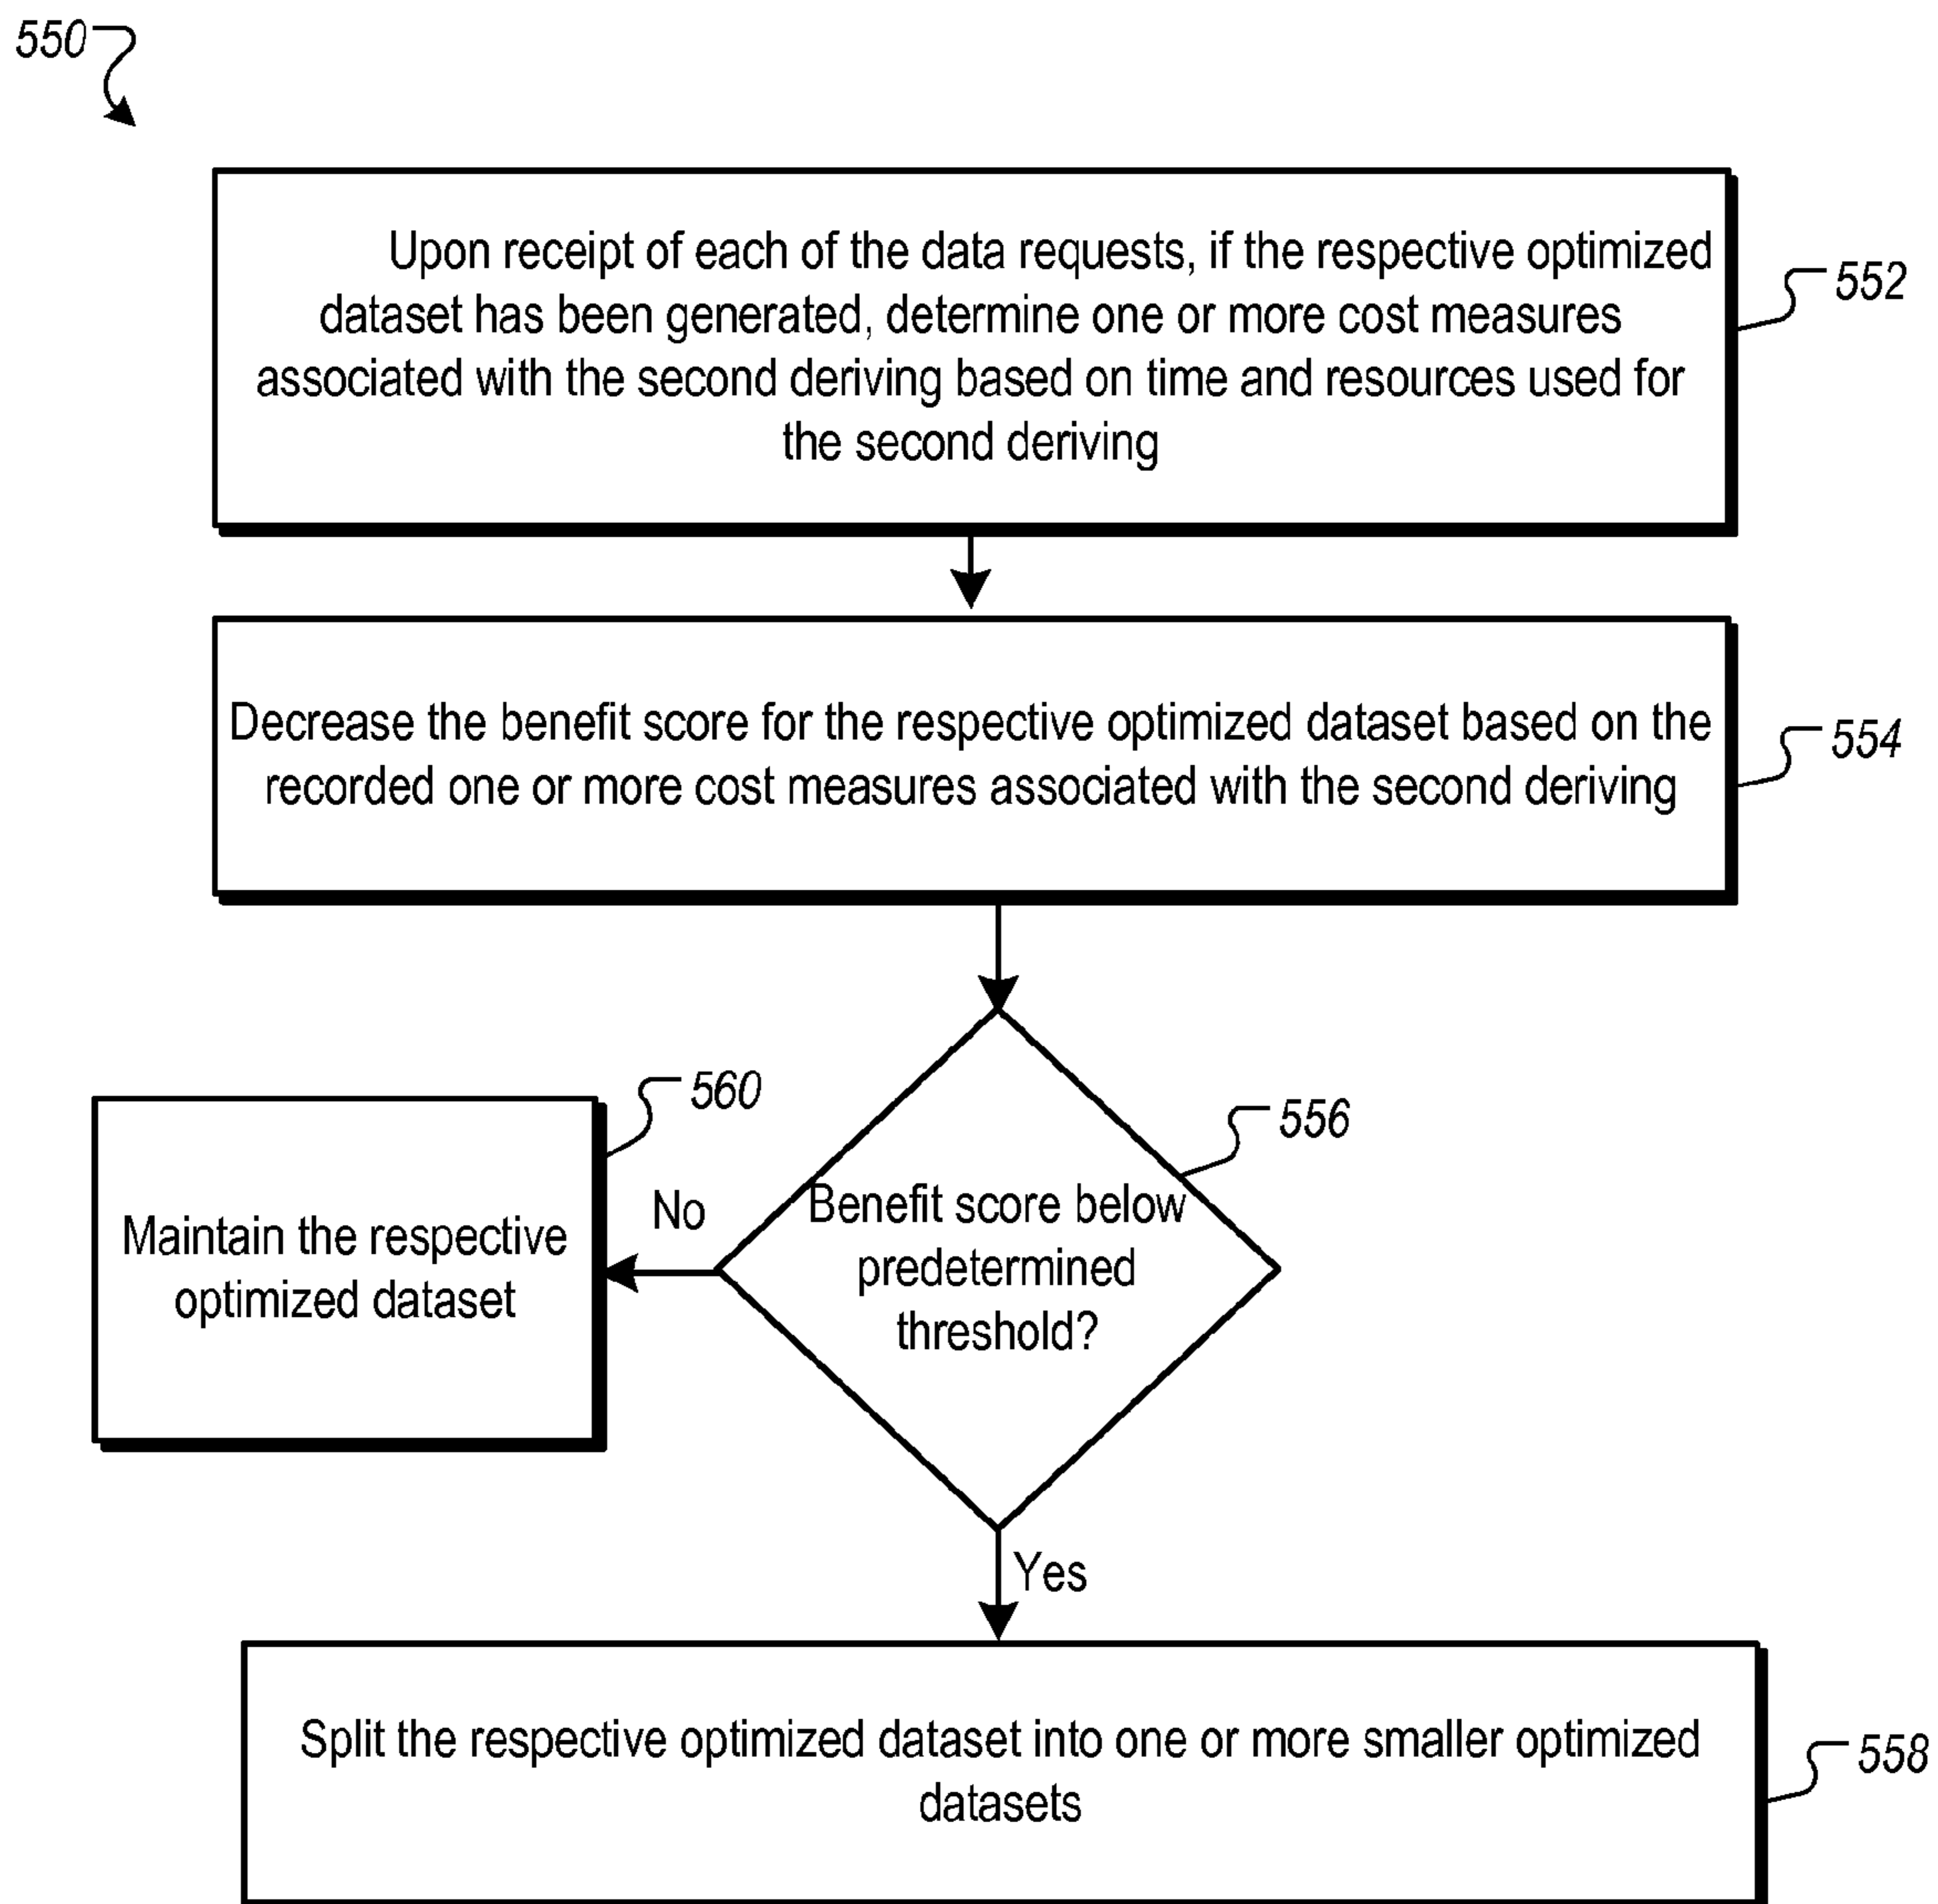 550
Upon receipt of each of the data requests, if the respective optimized
dataset has been generated, determine one or more cost measures
associated with the second deriving based on time and resources used for
the second deriving
552
Decrease the benefit score for the respective optimized dataset based on the
recorded one or more cost measures associated with the second deriving
554
560
Maintain the respective
optimized dataset
No
556
Benefit score below
predetermined
threshold?
Yes
Split the respective optimized dataset into one or more smaller optimized
datasets
558